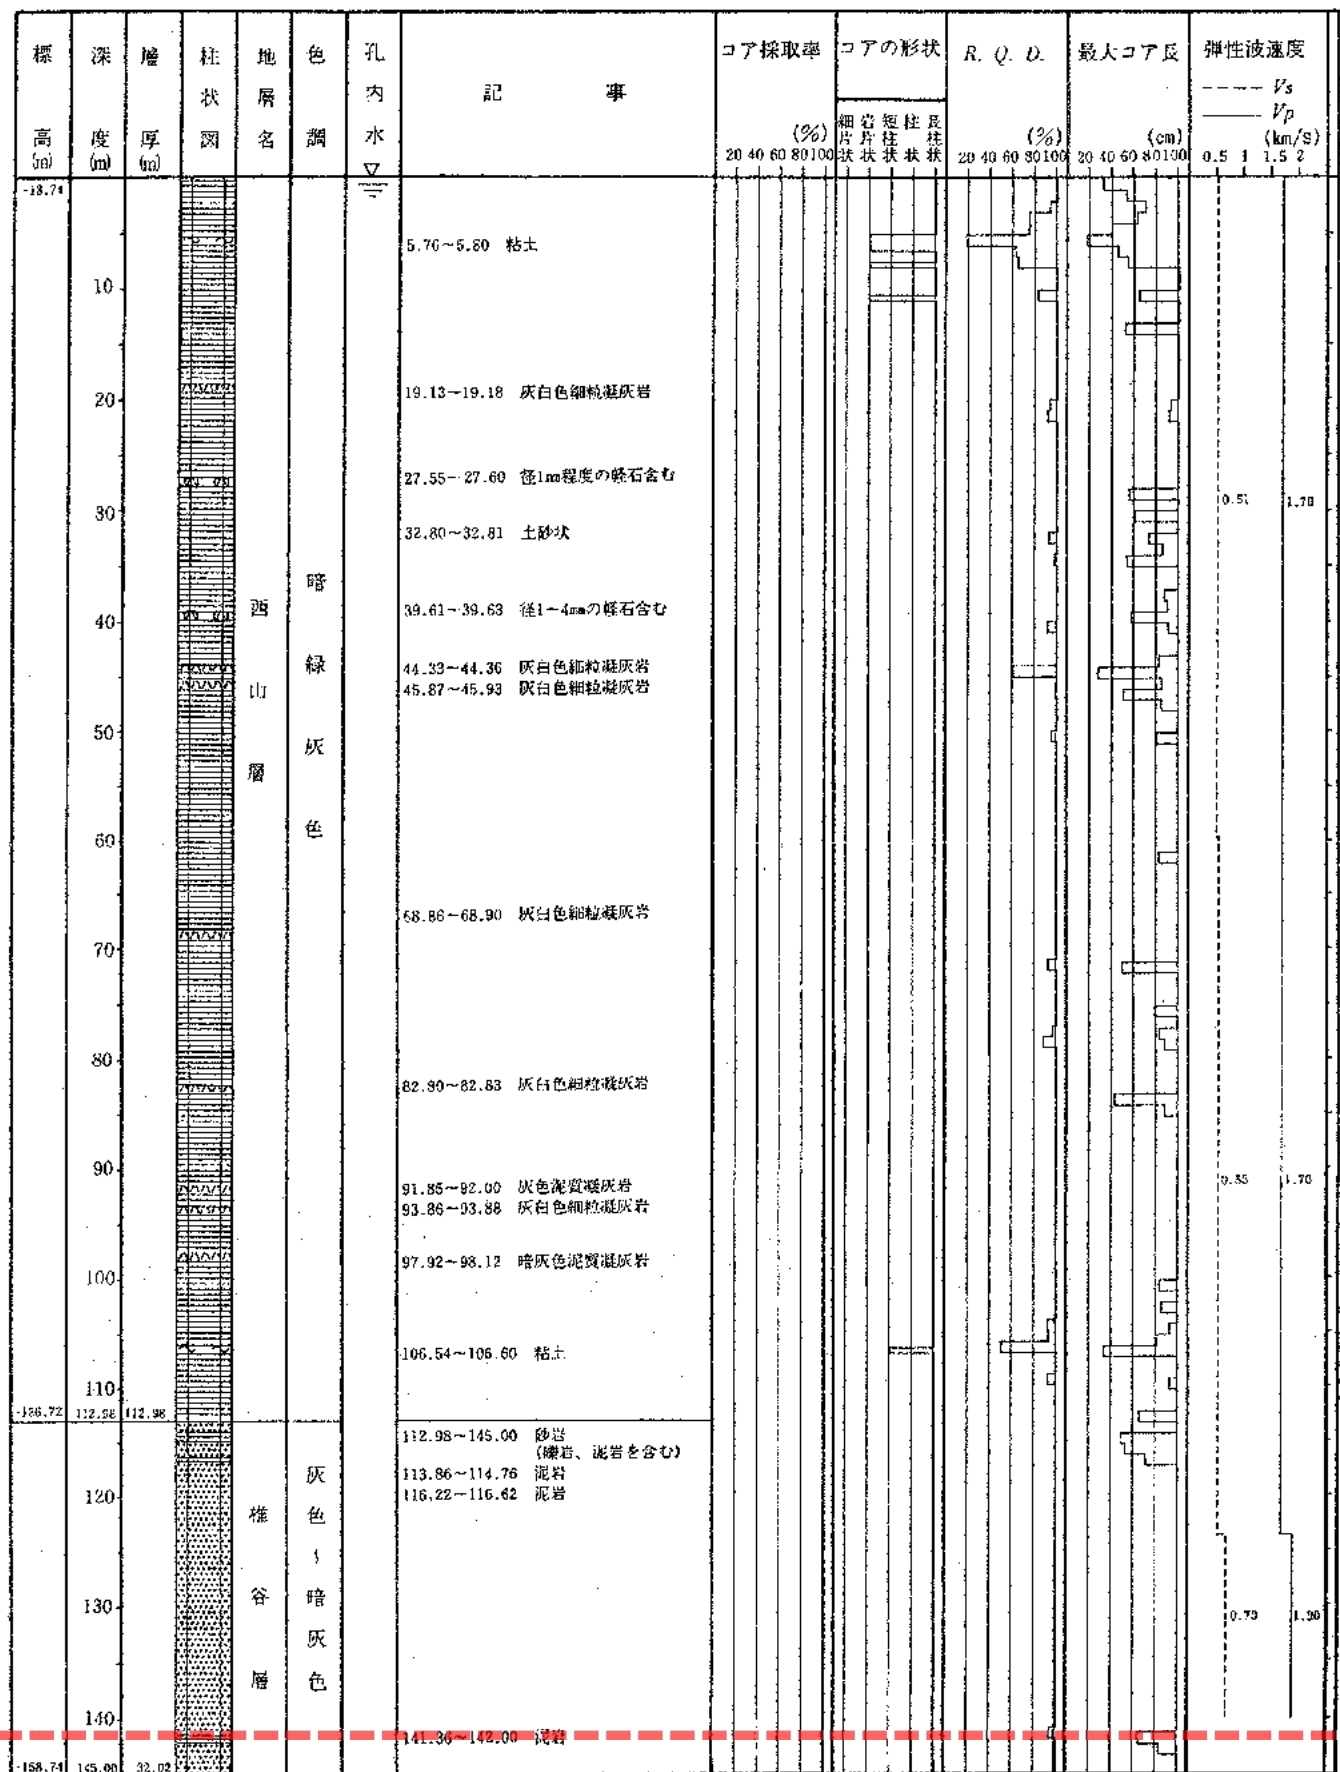 標高(m)
深度(m)
層厚(m)
柱状図
地層名
色調
孔内水
記事
コア採取率
(%)
20 40 60 80 100
コアの形状
細片状
岩片状
短柱状
柱状
長柱状
R. Q. D.
(%)
20 40 60 80 100
最大コア長
(cm)
20 40 60 80 100
弾性波速度
Vs
Vp
(km/s)
0.5 1 1.5 2
-18.74
5.76~5.80 粘土
10
19.13~19.18 灰白色細粒凝灰岩
20
27.55~27.60 径1mm程度の軽石含む
0.51
1.70
30
32.80~32.81 土砂状
39.61~39.63 径1~4mmの軽石含む
40
44.33~44.36 灰白色細粒凝灰岩
45.87~45.93 灰白色細粒凝灰岩
50
西山層
暗緑灰色
60
68.86~68.90 灰白色細粒凝灰岩
70
80
82.80~82.83 灰白色細粒凝灰岩
90
91.85~92.00 灰色泥質凝灰岩
0.55
1.70
93.86~93.88 灰白色細粒凝灰岩
97.92~98.12 暗灰色泥質凝灰岩
100
106.54~106.60 粘土
110
112.98 112.98
112.98~145.00 砂岩
(礫岩、泥岩を含む)
113.86~114.76 泥岩
116.22~116.62 泥岩
120
椎谷層
灰色~暗灰色
130
0.79
1.90
140
141.36~142.00 泥岩
-158.74 145.00 32.02